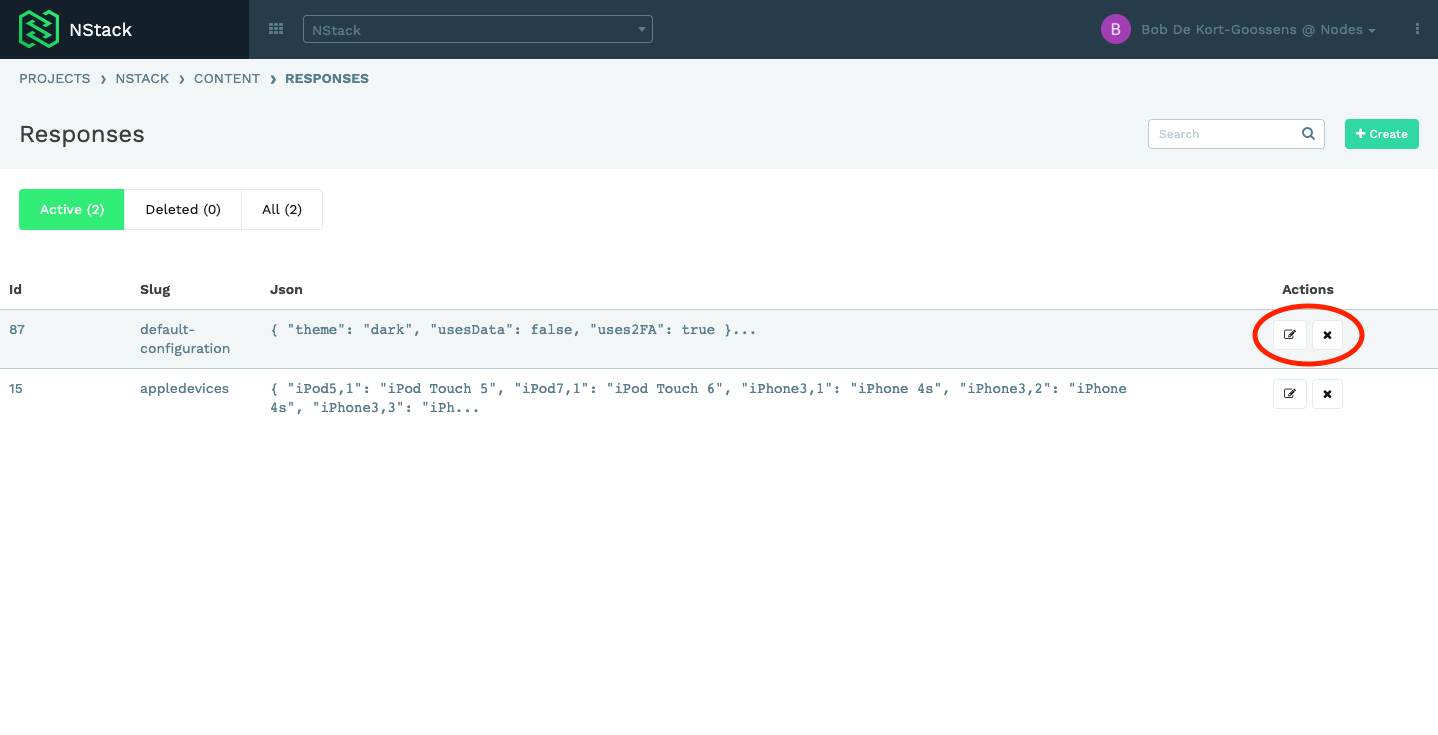 NStack
NStack
B Bob De Kort-Goossens @ Nodes
PROJECTS › NSTACK › CONTENT › RESPONSES
Responses
Search
+ Create
Active (2)
Deleted (0)
All (2)
Id Slug Json Actions
87 default- { "theme": "dark", "usesData": false, "uses2FA": true }...
configuration
15 appledevices { "iPod5,1": "iPod Touch 5", "iPod7,1": "iPod Touch 6", "iPhone3,1": "iPhone 4s", "iPhone3,2": "iPhone
4s", "iPhone3,3": "iPh...